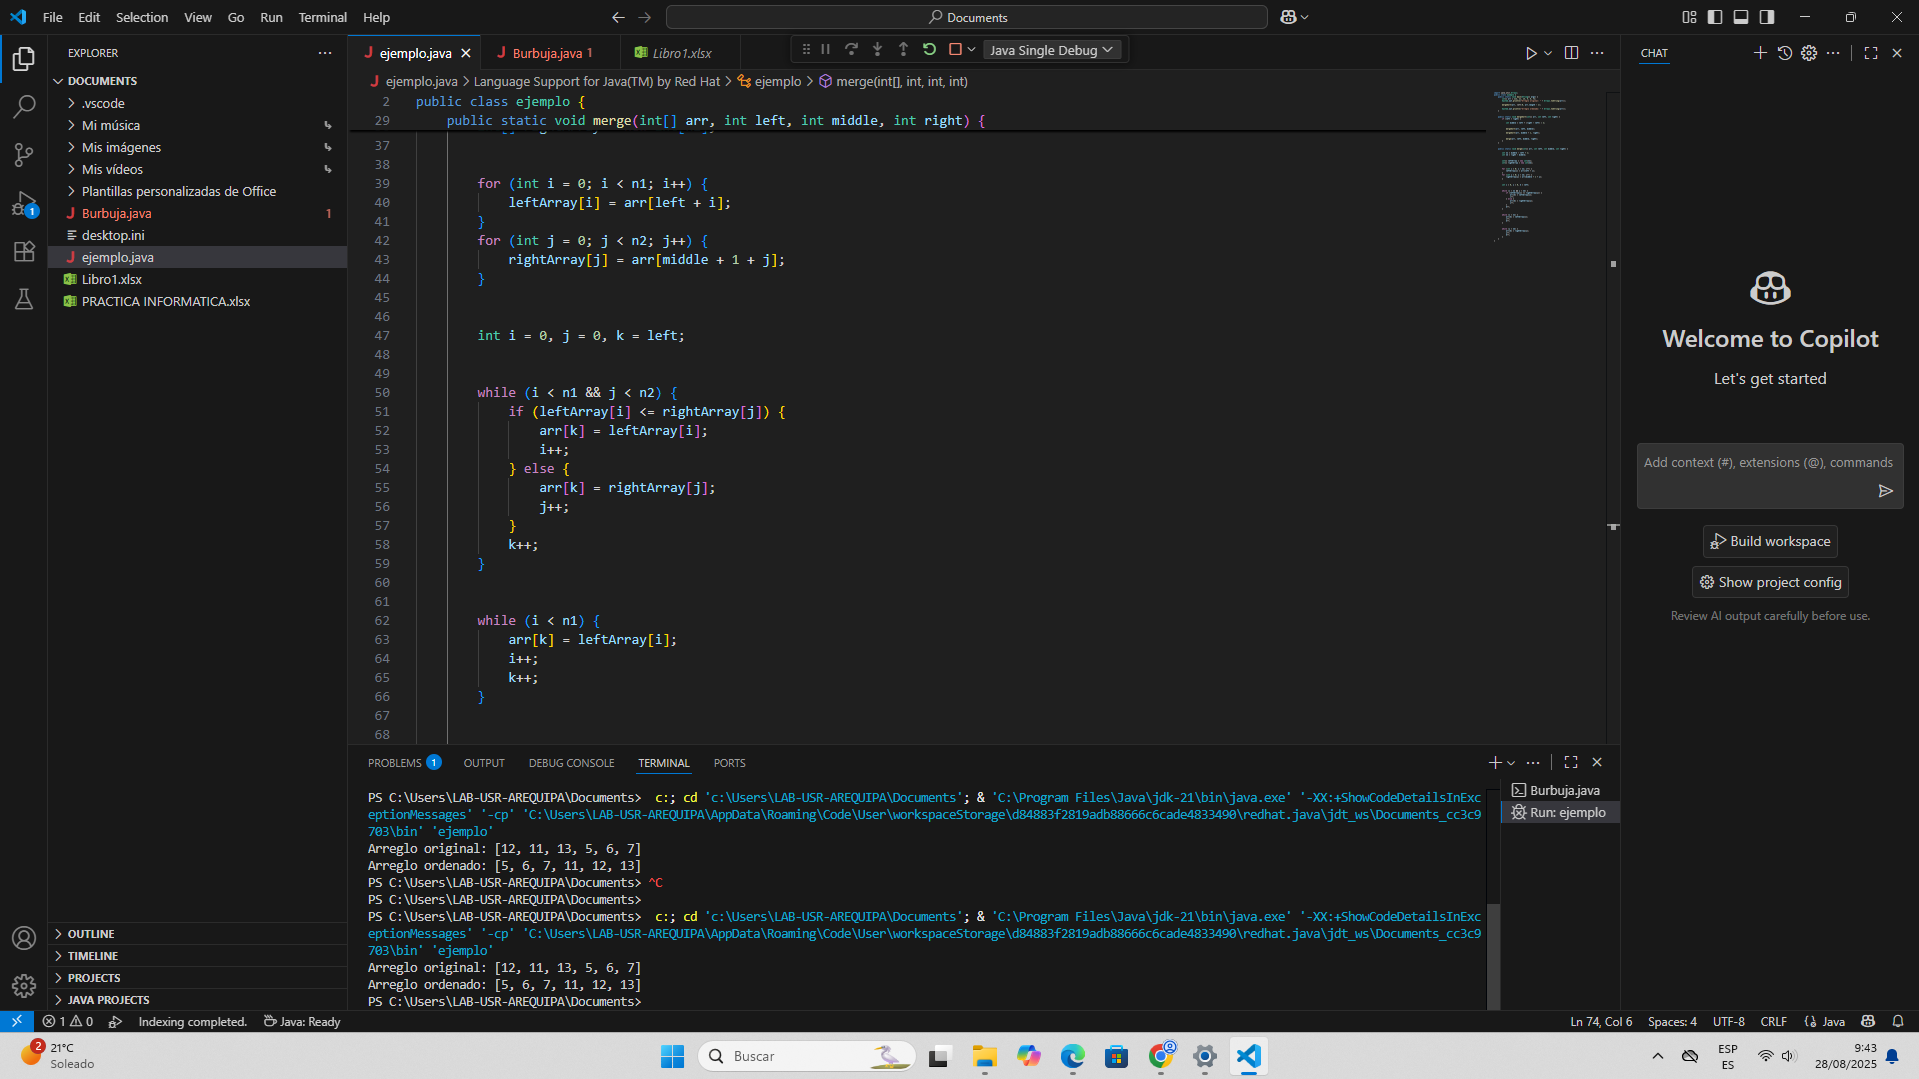 File Edit Selection View Go Run Terminal Help
Documents
EXPLORER
DOCUMENTS
.vscode
Mi música
Mis imágenes
Mis vídeos
Plantillas personalizadas de Office
Burbuja.java 1
desktop.ini
ejemplo.java
Libro1.xlsx
PRACTICA INFORMATICA.xlsx
1
OUTLINE
TIMELINE
PROJECTS
JAVA PROJECTS
ejemplo.java
Burbuja.java 1
Libro1.xlsx
Java Single Debug
ejemplo.java > Language Support for Java(TM) by Red Hat > ejemplo > merge(int[], int, int, int)
2 public class ejemplo {
29 public static void merge(int[] arr, int left, int middle, int right) {
37
38
39 for (int i = 0; i < n1; i++) {
40 leftArray[i] = arr[left + i];
41 }
42 for (int j = 0; j < n2; j++) {
43 rightArray[j] = arr[middle + 1 + j];
44 }
45
46
47 int i = 0, j = 0, k = left;
48
49
50 while (i < n1 && j < n2) {
51 if (leftArray[i] <= rightArray[j]) {
52 arr[k] = leftArray[i];
53 i++;
54 } else {
55 arr[k] = rightArray[j];
56 j++;
57 }
58 k++;
59 }
60
61
62 while (i < n1) {
63 arr[k] = leftArray[i];
64 i++;
65 k++;
66 }
67
68
PROBLEMS 1 OUTPUT DEBUG CONSOLE TERMINAL PORTS
PS C:\Users\LAB-USR-AREQUIPA\Documents>  c:; cd 'c:\Users\LAB-USR-AREQUIPA\Documents'; & 'C:\Program Files\Java\jdk-21\bin\java.exe' '-XX:+ShowCodeDetailsInExc
eptionMessages' '-cp' 'C:\Users\LAB-USR-AREQUIPA\AppData\Roaming\Code\User\workspaceStorage\d84883f2819adb88666c6cade4833490\redhat.java\jdt_ws\Documents_cc3c9
703\bin' 'ejemplo'
Arreglo original: [12, 11, 13, 5, 6, 7]
Arreglo ordenado: [5, 6, 7, 11, 12, 13]
PS C:\Users\LAB-USR-AREQUIPA\Documents> ^C
PS C:\Users\LAB-USR-AREQUIPA\Documents>
PS C:\Users\LAB-USR-AREQUIPA\Documents>  c:; cd 'c:\Users\LAB-USR-AREQUIPA\Documents'; & 'C:\Program Files\Java\jdk-21\bin\java.exe' '-XX:+ShowCodeDetailsInExc
eptionMessages' '-cp' 'C:\Users\LAB-USR-AREQUIPA\AppData\Roaming\Code\User\workspaceStorage\d84883f2819adb88666c6cade4833490\redhat.java\jdt_ws\Documents_cc3c9
703\bin' 'ejemplo'
Arreglo original: [12, 11, 13, 5, 6, 7]
Arreglo ordenado: [5, 6, 7, 11, 12, 13]
PS C:\Users\LAB-USR-AREQUIPA\Documents>
Burbuja.java
Run: ejemplo
CHAT
Welcome to Copilot
Let's get started
Add context (#), extensions (@), commands
Build workspace
Show project config
Review AI output carefully before use.
1 0 Indexing completed. Java: Ready
Ln 74, Col 6 Spaces: 4 UTF-8 CRLF {} Java
2
21°C
Soleado
Buscar
ESP
ES
9:43
28/08/2025